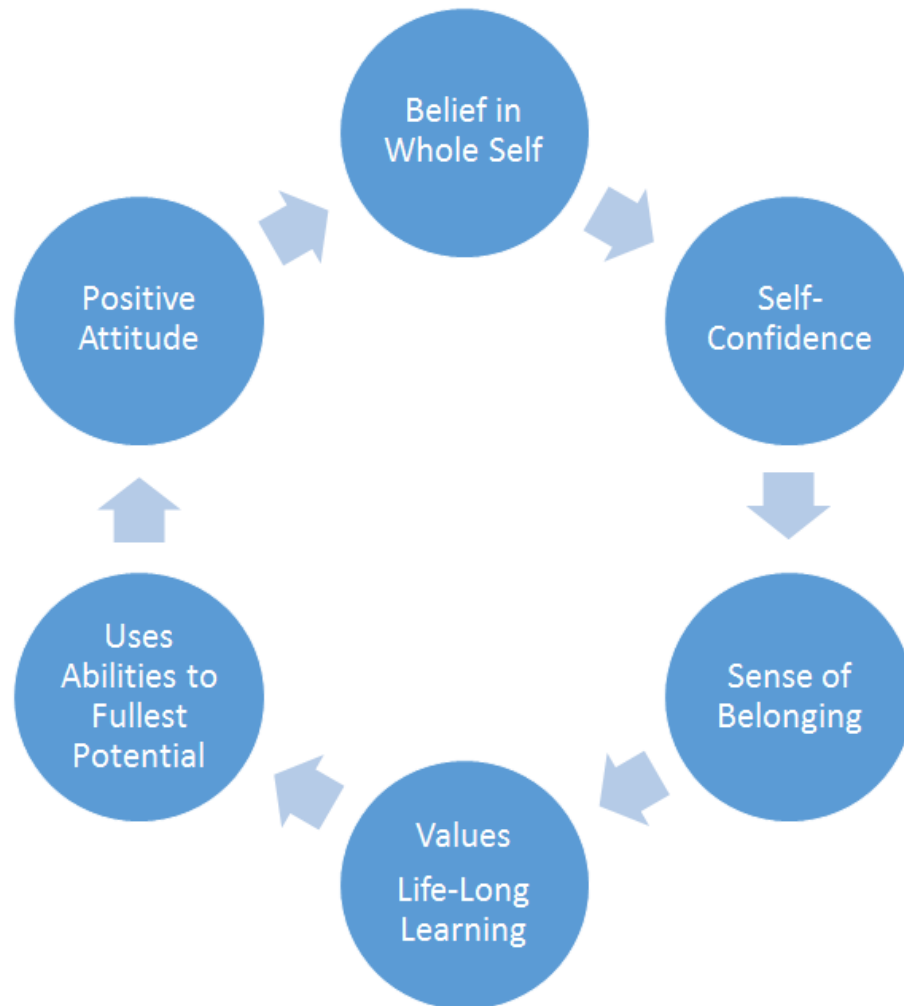 Belief in
Whole Self
Self-
Confidence
Sense of
Belonging
Values
Life-Long
Learning
Uses
Abilities to
Fullest
Potential
Positive
Attitude